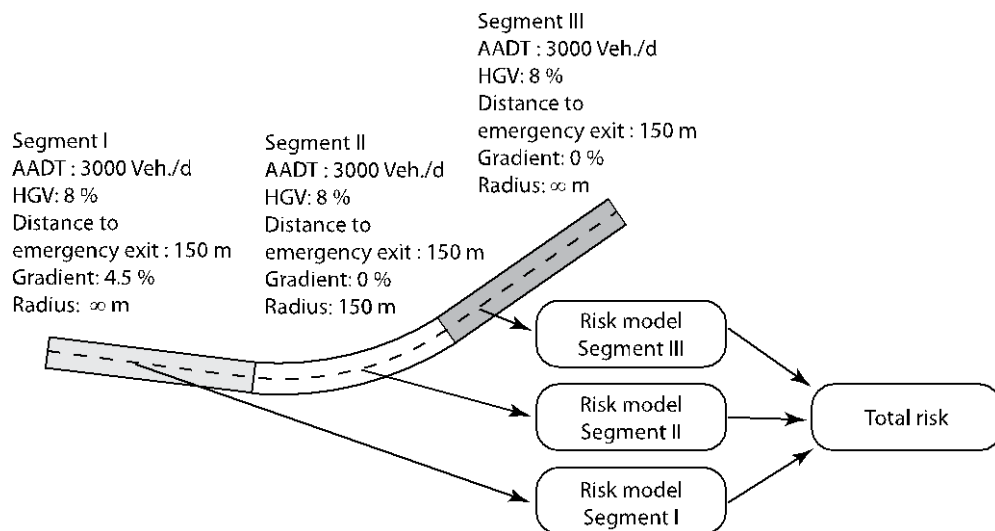 Segment III
AADT : 3000 Veh./d
HGV: 8 %
Distance to
emergency exit : 150 m
Gradient: 0 %
Radius: ∞ m
Segment I
AADT : 3000 Veh./d
HGV: 8 %
Distance to
emergency exit : 150 m
Gradient: 4.5 %
Radius: ∞ m
Segment II
AADT : 3000 Veh./d
HGV: 8 %
Distance to
emergency exit : 150 m
Gradient: 0 %
Radius: 150 m
Risk model
Segment III
Risk model
Segment II
Risk model
Segment I
Total risk